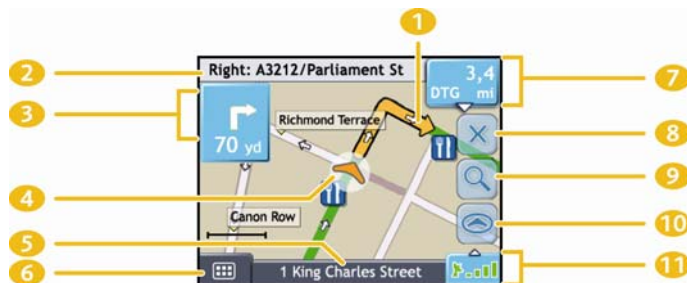 1
2
Right: A3212/Parliament St
3,4
DTG mi
7
3
70 yd
Richmond Terrace
8
4
9
Canon Row
10
5
6
1 King Charles Street
11